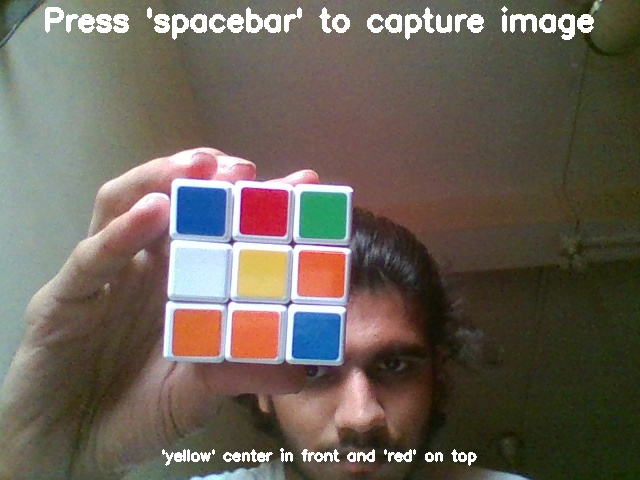 Press 'spacebar' to capture image
'yellow' center in front and 'red' on top